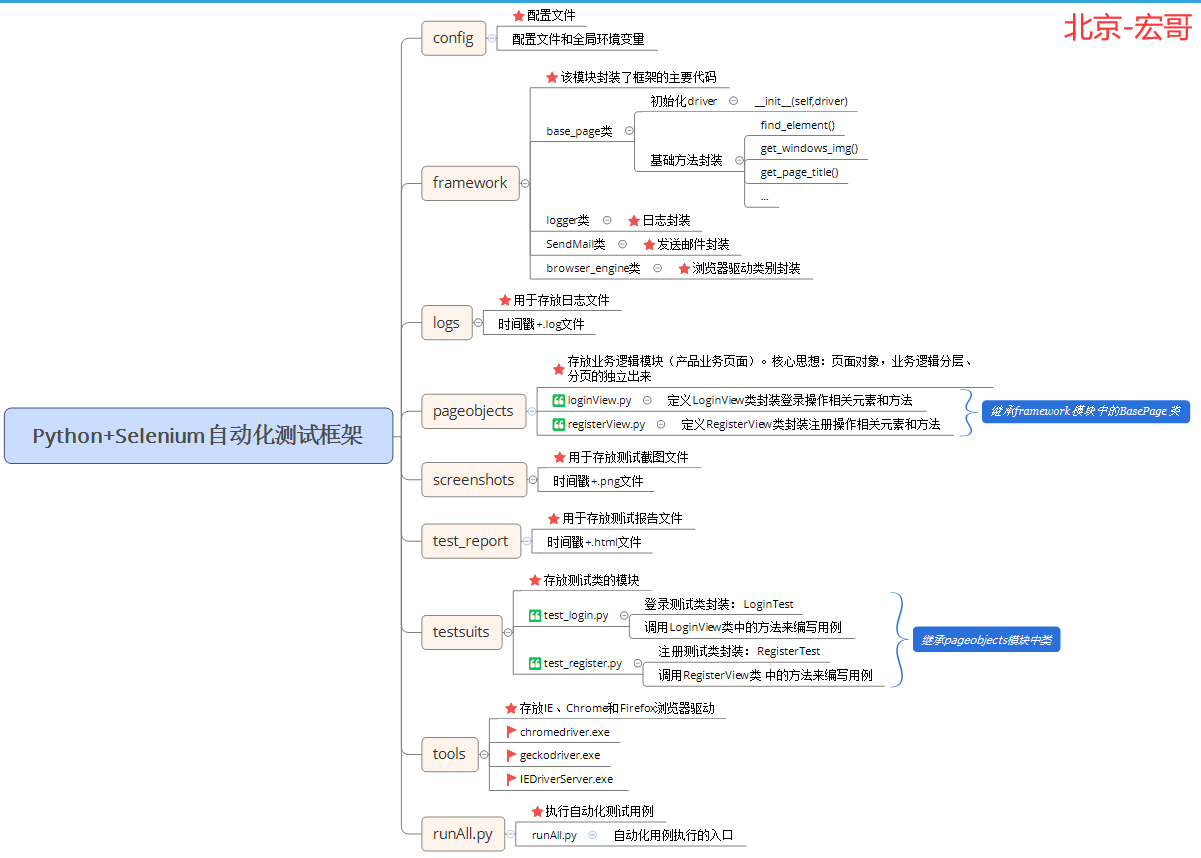 北京-宏哥
Python+Selenium自动化测试框架
config
配置文件
配置文件和全局环境变量
framework
该模块封装了框架的主要代码
base_page类
初始化driver
__init__(self,driver)
基础方法封装
find_element()
get_windows_img()
get_page_title()
...
logger类
日志封装
SendMail类
发送邮件封装
browser_engine类
浏览器驱动类别封装
logs
用于存放日志文件
时间戳+.log文件
pageobjects
存放业务逻辑模块（产品业务页面）。核心思想：页面对象，业务逻辑分层、
分页的独立出来
loginView.py
定义LoginView类封装登录操作相关元素和方法
registerView.py
定义RegisterView类封装注册操作相关元素和方法
继承framework模块中的BasePage类
screenshots
用于存放测试截图文件
时间戳+.png文件
test_report
用于存放测试报告文件
时间戳+.html文件
testsuits
存放测试类的模块
test_login.py
登录测试类封装：LoginTest
调用LoginView类中的方法来编写用例
test_register.py
注册测试类封装：RegisterTest
调用RegisterView类 中的方法来编写用例
继承pageobjects模块中类
tools
存放IE、Chrome和Firefox浏览器驱动
chromedriver.exe
geckodriver.exe
IEDriverServer.exe
runAll.py
执行自动化测试用例
runAll.py
自动化用例执行的入口